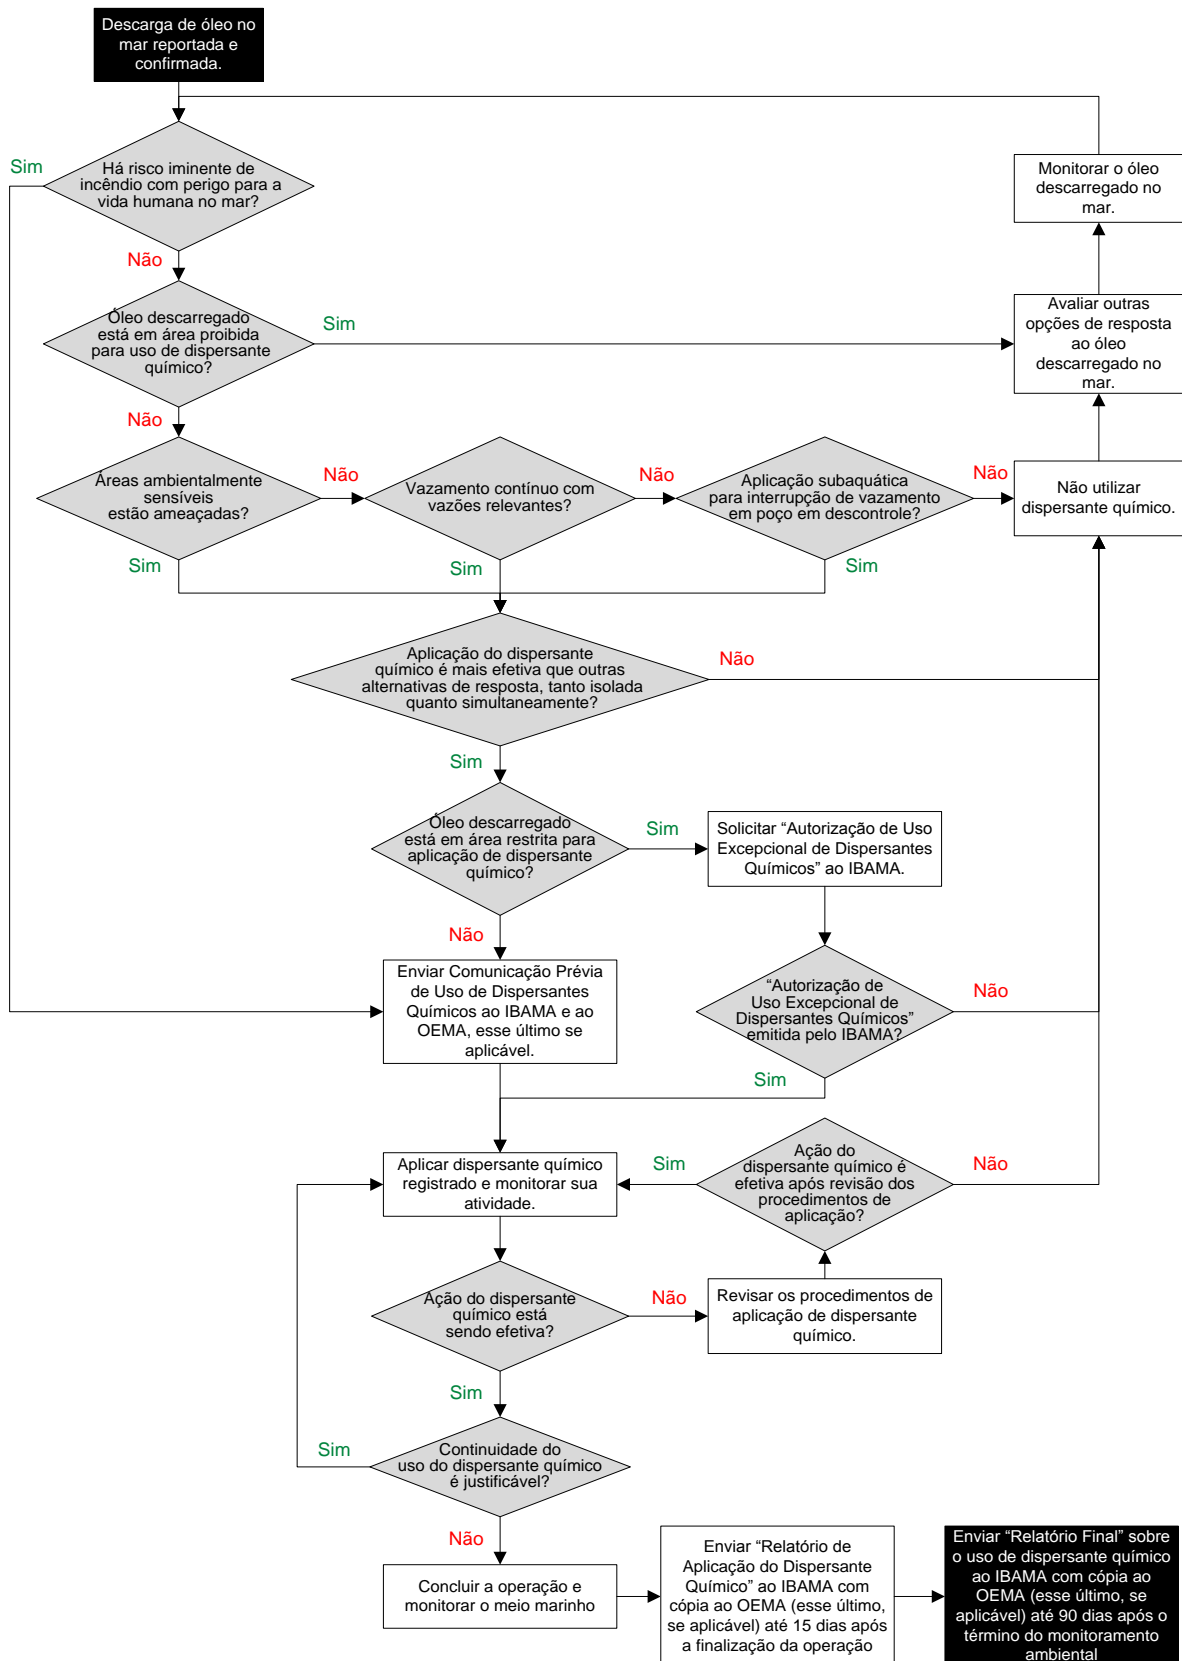 Descarga de óleo no
mar reportada e
confirmada.
Sim
Há risco iminente de
incêndio com perigo para a
vida humana no mar?
Monitorar o óleo
descarregado no
mar.
Não
Óleo descarregado
está em área proibida
para uso de dispersante
químico?
Sim
Avaliar outras
opções de resposta
ao óleo
descarregado no
mar.
Não
Áreas ambientalmente
sensíveis
estão ameaçadas?
Não
Vazamento contínuo com
vazões relevantes?
Não
Aplicação subaquática
para interrupção de vazamento
em poço em descontrole?
Não
Não utilizar
dispersante químico.
Sim
Sim
Sim
Aplicação do dispersante
químico é mais efetiva que outras
alternativas de resposta, tanto isolada
quanto simultaneamente?
Não
Sim
Óleo descarregado
está em área restrita para
aplicação de dispersante
químico?
Sim
Solicitar “Autorização de Uso
Excepcional de Dispersantes
Químicos” ao IBAMA.
Não
Enviar Comunicação Prévia
de Uso de Dispersantes
Químicos ao IBAMA e ao
OEMA, esse último se
aplicável.
“Autorização de
Uso Excepcional de
Dispersantes Químicos”
emitida pelo IBAMA?
Não
Sim
Aplicar dispersante químico
registrado e monitorar sua
atividade.
Sim
Ação do
dispersante químico é
efetiva após revisão dos
procedimentos de
aplicação?
Não
Ação do dispersante
químico está
sendo efetiva?
Não
Revisar os procedimentos de
aplicação de dispersante
químico.
Sim
Sim
Continuidade do
uso do dispersante químico
é justificável?
Não
Concluir a operação e
monitorar o meio marinho
Enviar “Relatório de
Aplicação do Dispersante
Químico” ao IBAMA com
cópia ao OEMA (esse último,
se aplicável) até 15 dias após
a finalização da operação
Enviar “Relatório Final” sobre
o uso de dispersante químico
ao IBAMA com cópia ao
OEMA (esse último, se
aplicável) até 90 dias após o
término do monitoramento
ambiental